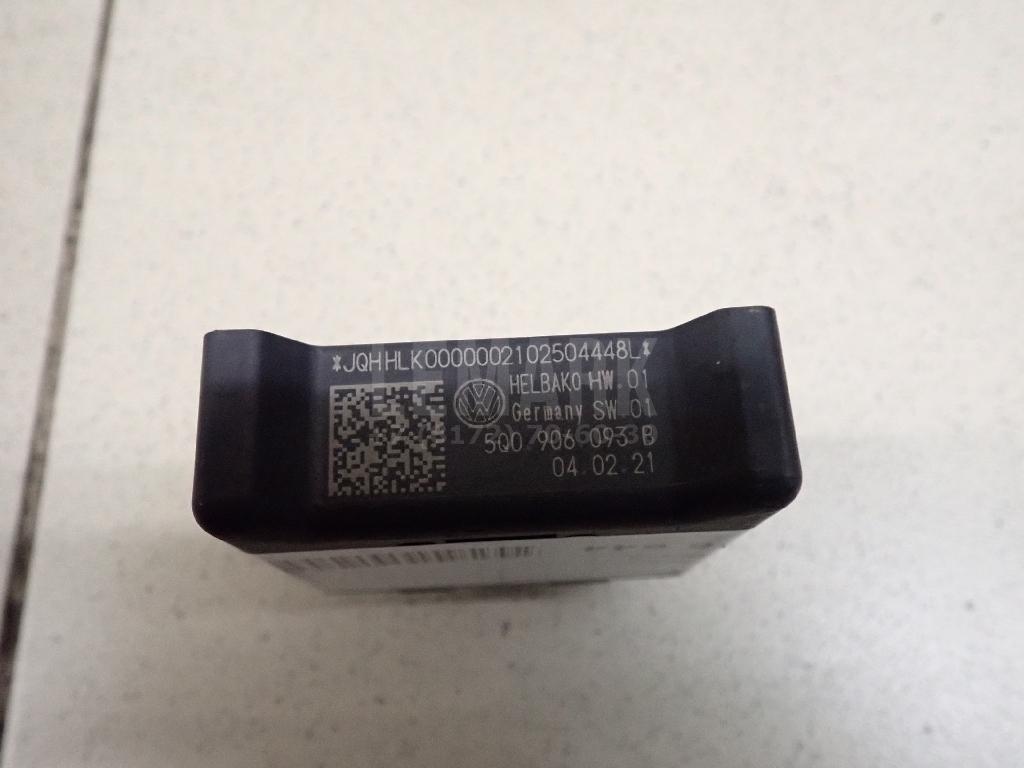 *JQHHLK0000002102504448L*
HELBAKO HW 01
Germany SW 01
5Q0 906 093 B
04.02.21